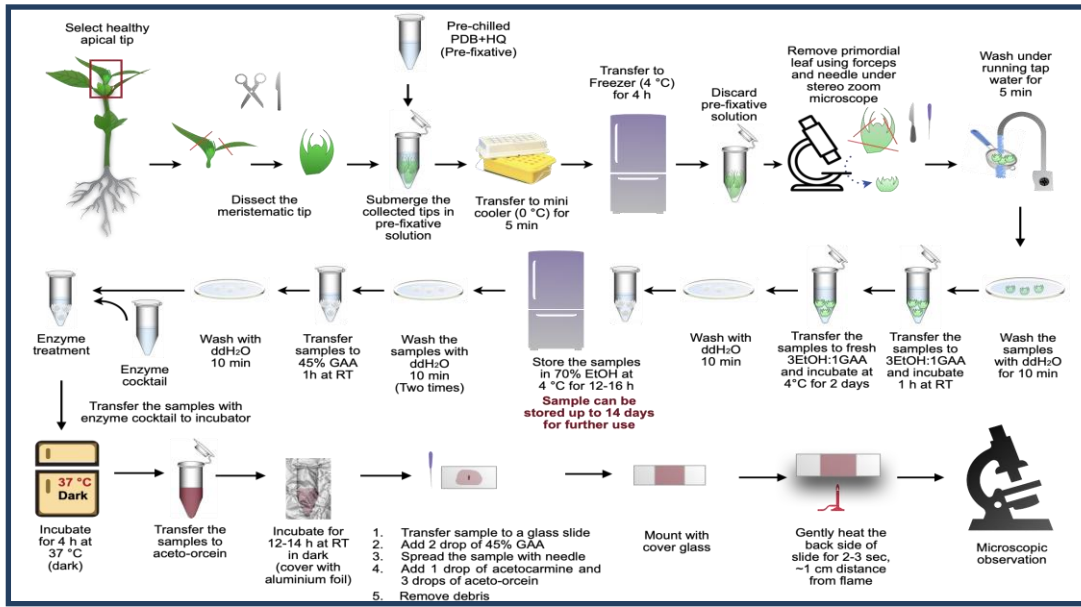 Select healthy
apical tip
Pre-chilled
PDB+HQ
(Pre-fixative)
Transfer to
Freezer (4 °C)
for 4 h
Discard
pre-fixative
solution
Remove primordial
leaf using forceps
and needle under
stereo zoom
microscope
Wash under
running tap
water for
5 min
Dissect the
meristematic tip
Submerge the
collected tips in
pre-fixative
solution
Transfer to mini
cooler (0 °C) for
5 min
Enzyme
treatment
Enzyme
cocktail
Wash with
ddH₂O
10 min
Transfer
samples to
45% GAA
1h at RT
Wash the
samples with
ddH₂O
10 min
(Two times)
Store the samples
in 70% EtOH at
4 °C for 12-16 h
Sample can be
stored up to 14 days
for further use
Wash with
ddH₂O
10 min
Transfer the
samples to fresh
3EtOH:1GAA
and incubate at
4°C for 2 days
Transfer the
samples to
3EtOH:1GAA
and incubate
1 h at RT
Wash the
samples
with ddH₂O
for 10 min
Transfer the samples with
enzyme cocktail to incubator
37 °C
Dark
Incubate
for 4 h at
37 °C
(dark)
Transfer the
samples to
aceto-orcein
Incubate for
12-14 h at RT
in dark
(cover with
aluminium foil)
1. Transfer sample to a glass slide
2. Add 2 drop of 45% GAA
3. Spread the sample with needle
4. Add 1 drop of acetocarmine and
3 drops of aceto-orcein
5. Remove debris
Mount with
cover glass
Gently heat the
back side of
slide for 2-3 sec,
~1 cm distance
from flame
Microscopic
observation